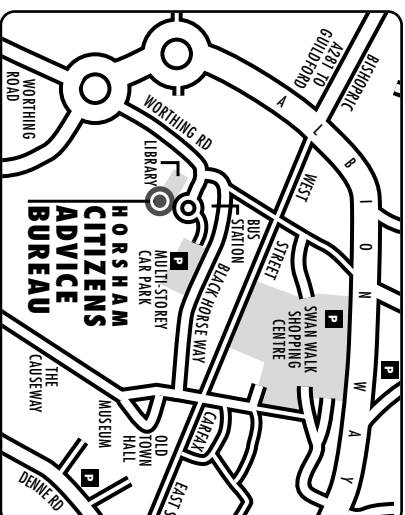 BISHOPRIC
A281 TO
GUILDFORD
ALBION WAY
WORTHING RD
WORTHING
ROAD
LIBRARY
WEST
STREET
BUS
STATION
SWAN WALK
SHOPPING
CENTRE
P
P
BLACK HORSE WAY
P
MULTI-STOREY
CAR PARK
HORSHAM
CITIZENS
ADVICE
BUREAU
CARFAX
OLD
TOWN
HALL
MUSEUM
THE
CAUSEWAY
P
DENNE RD
EAST S